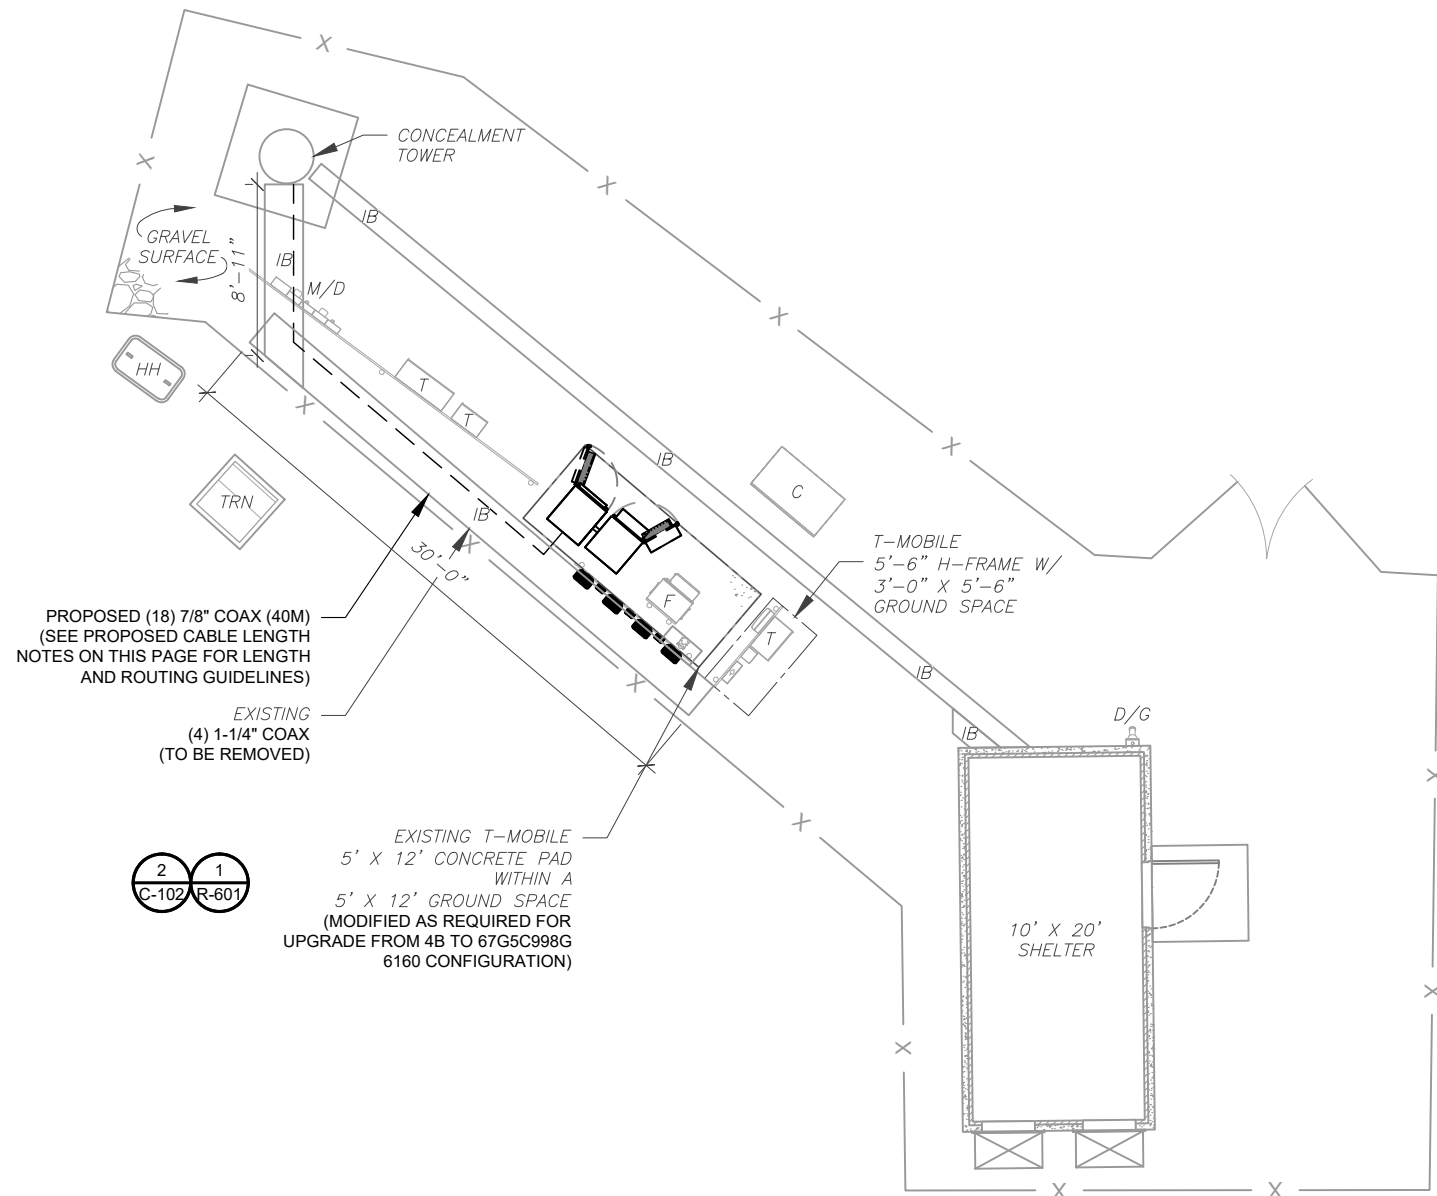 X
CONCEALMENT
TOWER
X
X
IB
GRAVEL
SURFACE
IB
8'-11"
M/D
X
HH
T
X
T
X
IB
C
TRN
IB
X
30'-0"
T-MOBILE
5'-6" H-FRAME W/
3'-0" X 5'-6"
GROUND SPACE
F
T
PROPOSED (18) 7/8" COAX (40M)
(SEE PROPOSED CABLE LENGTH
NOTES ON THIS PAGE FOR LENGTH
AND ROUTING GUIDELINES)
X
IB
EXISTING
(4) 1-1/4" COAX
(TO BE REMOVED)
D/G
IB
X
X
EXISTING T-MOBILE
5' X 12' CONCRETE PAD
WITHIN A
5' X 12' GROUND SPACE
(MODIFIED AS REQUIRED FOR
UPGRADE FROM 4B TO 67G5C998G
6160 CONFIGURATION)
2
C-102
1
R-601
10' X 20'
SHELTER
X
X
X
X